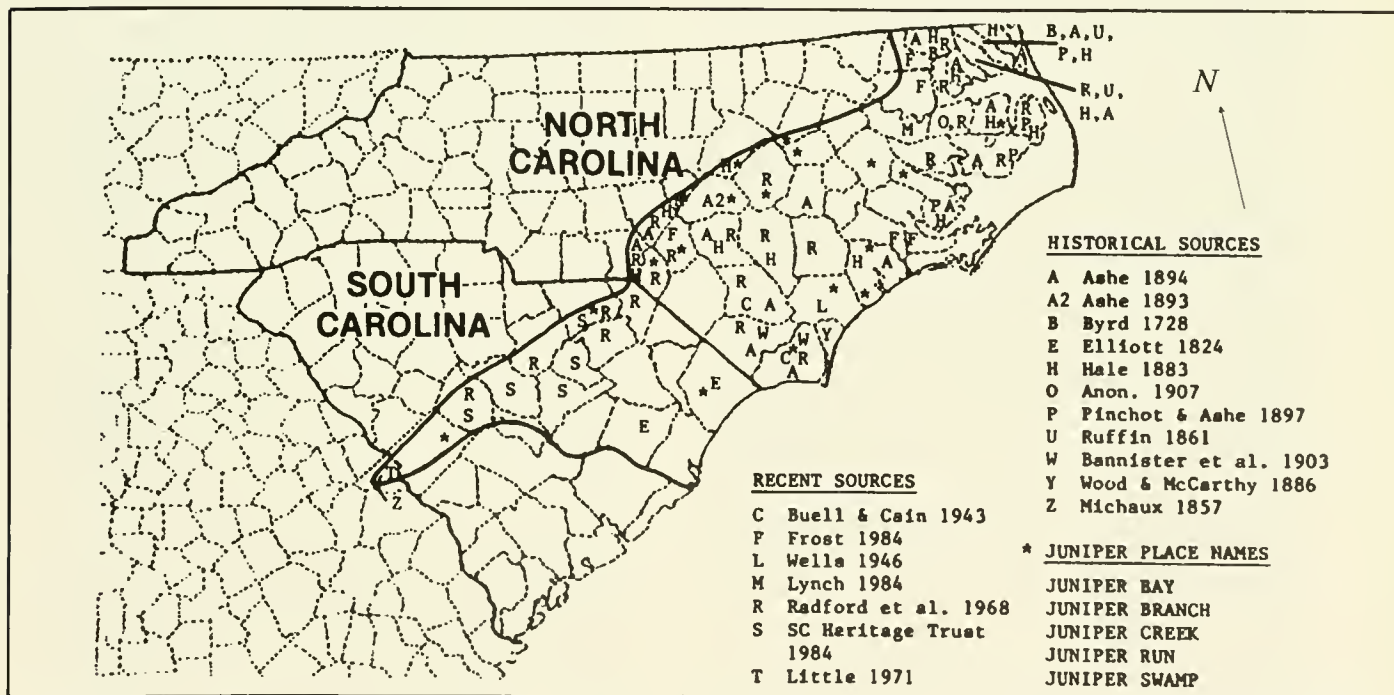 NORTH
CAROLINA
SOUTH
CAROLINA
N
B,A,U,
P,H
R,U,
H,A
A H R H
F B A A
F R H
M O,R A H* R P H
R A R P
P A H
H* R* A
A2* R* A
R H F
A H R R H R H* A F F
A R H R* R*
R C A L *
R W A Y W* C R A
R S* R R
R S S S
R S *
E *E
T Z
S
HISTORICAL SOURCES
A Ashe 1894
A2 Ashe 1893
B Byrd 1728
E Elliott 1824
H Hale 1883
O Anon. 1907
P Pinchot & Ashe 1897
U Ruffin 1861
W Bannister et al. 1903
Y Wood & McCarthy 1886
Z Michaux 1857
RECENT SOURCES
C Buell & Cain 1943
F Frost 1984
L Wells 1946
M Lynch 1984
R Radford et al. 1968
S SC Heritage Trust
1984
T Little 1971
* JUNIPER PLACE NAMES
JUNIPER BAY
JUNIPER BRANCH
JUNIPER CREEK
JUNIPER RUN
JUNIPER SWAMP